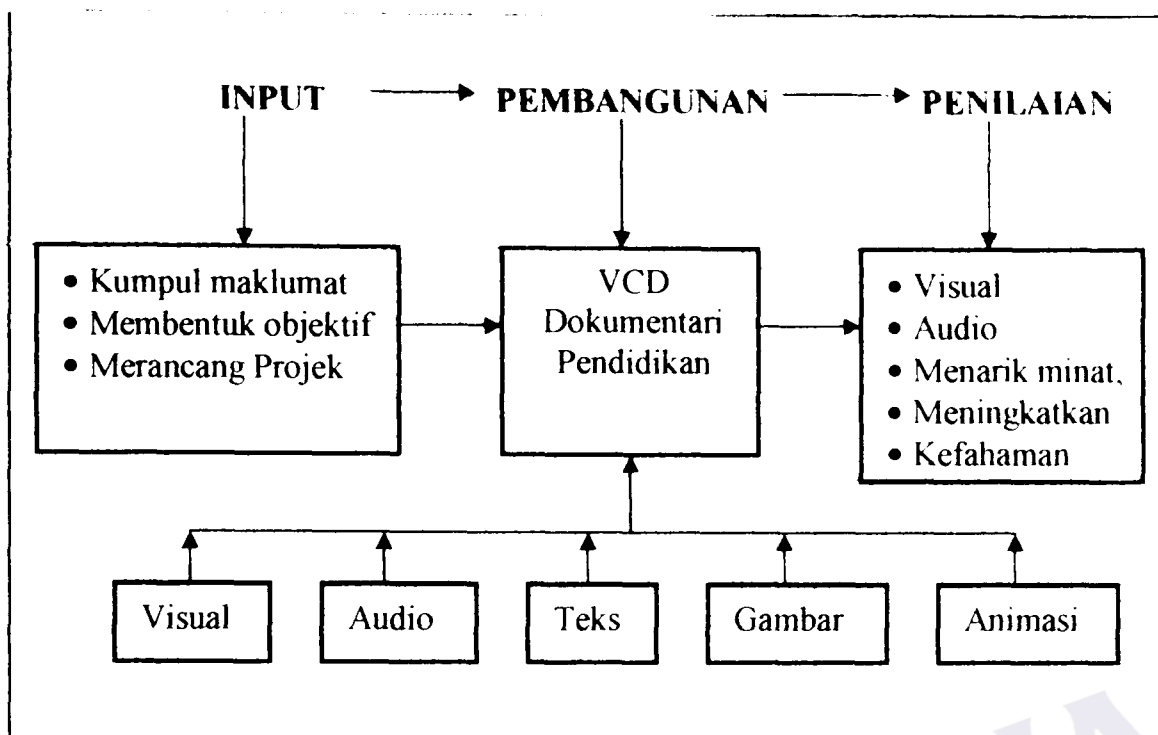 INPUT
PEMBANGUNAN
PENILAIAN
• Kumpul maklumat
• Membentuk objektif
• Merancang Projek
VCD
Dokumentari
Pendidikan
• Visual
• Audio
• Menarik minat,
• Meningkatkan
• Kefahaman
Visual
Audio
Teks
Gambar
Animasi